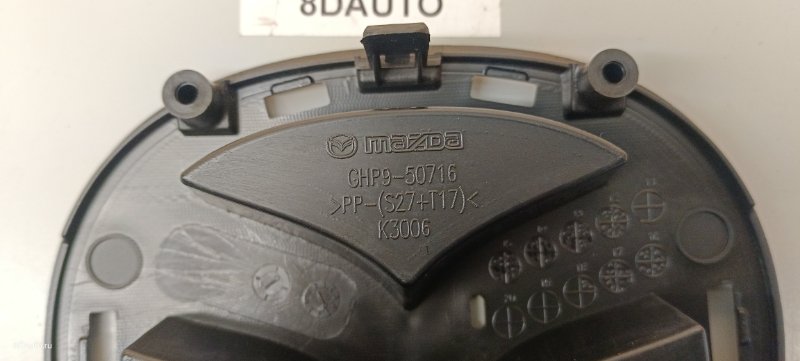 8DAUTO
mazda
GHP9-50716
>PP-(S27+T17)<
K3006